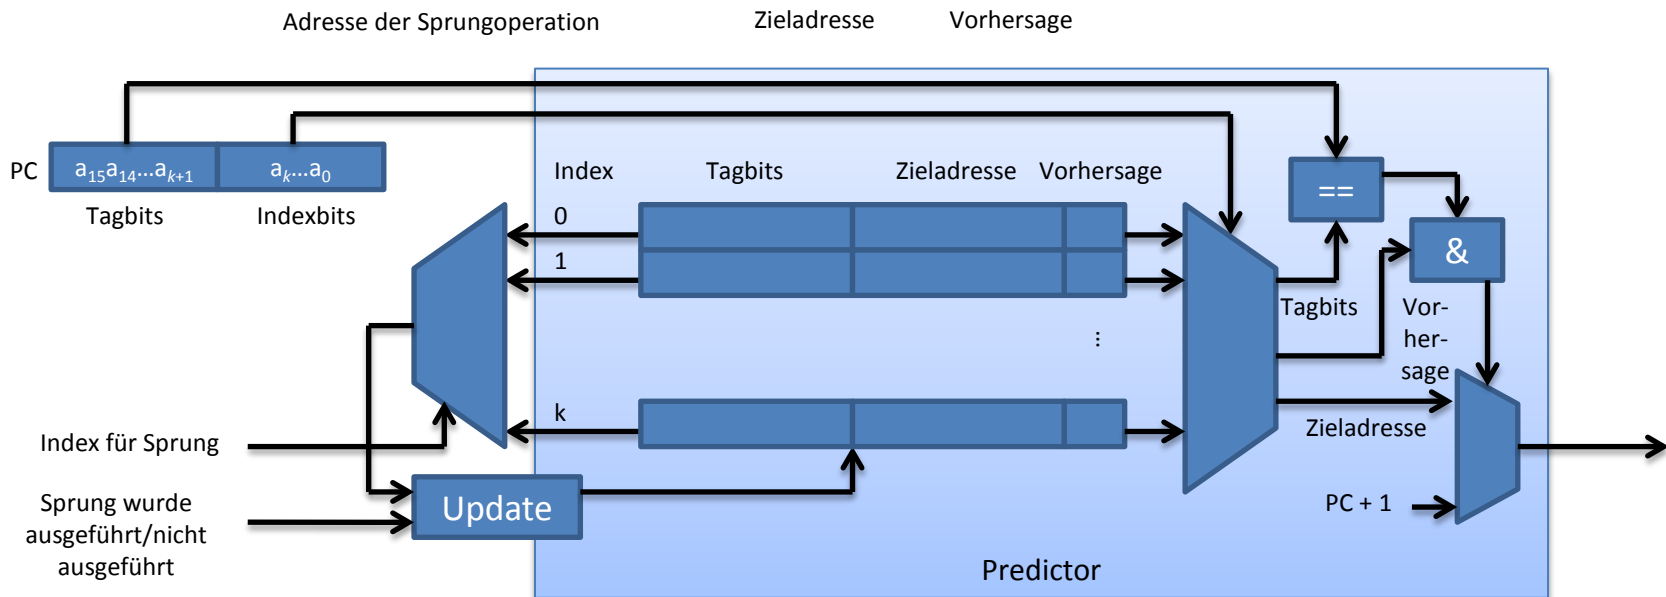 Adresse der Sprungoperation Zieladresse Vorhersage
PC a₁₅a₁₄...aₖ₊₁ aₖ...a₀
Tagbits Indexbits
Index Tagbits Zieladresse Vorhersage
==
0
&
1
Tagbits
Vor-
her-
sage
⋮
k
Zieladresse
Index für Sprung
Update
PC + 1
Sprung wurde
ausgeführt/nicht
ausgeführt
Predictor